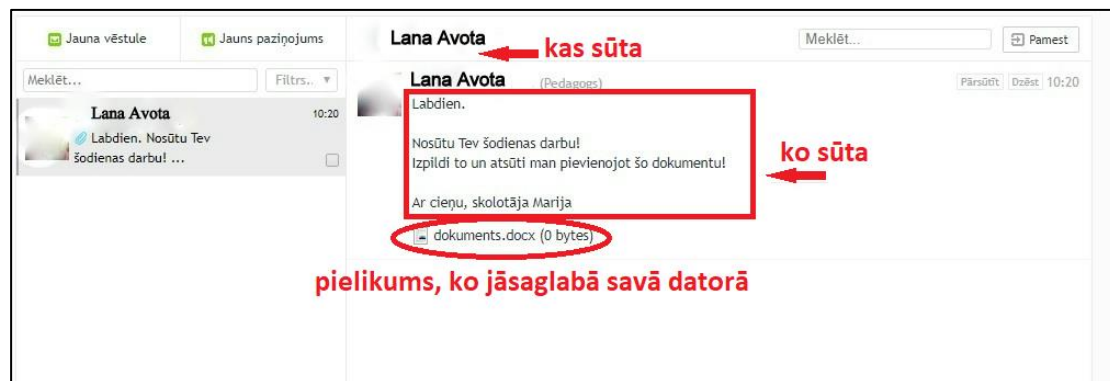 Jauna vēstule
Jauns paziņojums
Meklēt...
Filtrs..
Lana Avota
10:20
Labdien. Nosūtu Tev
šodienas darbu! ...
Lana Avota
kas sūta
Meklēt...
Pamest
Lana Avota (Pedagogs)
Pārsūtīt Dzēst 10:20
Labdien.
Nosūtu Tev šodienas darbu!
Izpildi to un atsūti man pievienojot šo dokumentu!
Ar cieņu, skolotāja Marija
ko sūta
dokuments.docx (0 bytes)
pielikums, ko jāsaglabā savā datorā